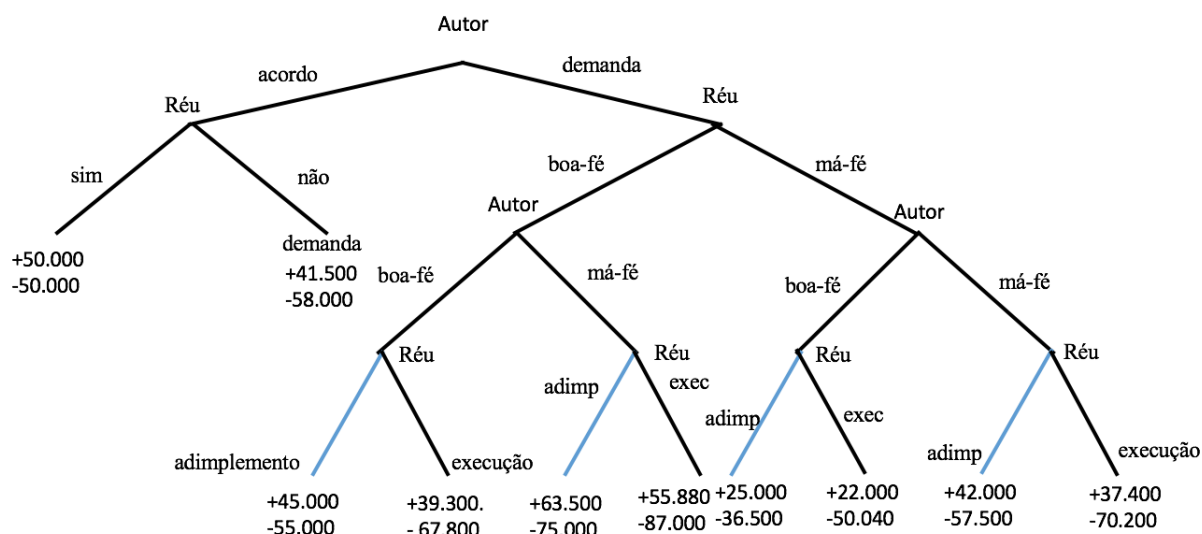 Autor
acordo
demanda
Réu
Réu
sim
não
boa-fé
má-fé
Autor
Autor
+50.000
-50.000
demanda
+41.500
-58.000
boa-fé
má-fé
boa-fé
má-fé
Réu
Réu
Réu
Réu
adimp
exec
adimp
exec
adimplemento
execução
adimp
execução
+45.000
-55.000
+39.300.
- 67.800
+63.500
-75.000
+55.880
-87.000
+25.000
-36.500
+22.000
-50.040
+42.000
-57.500
+37.400
-70.200